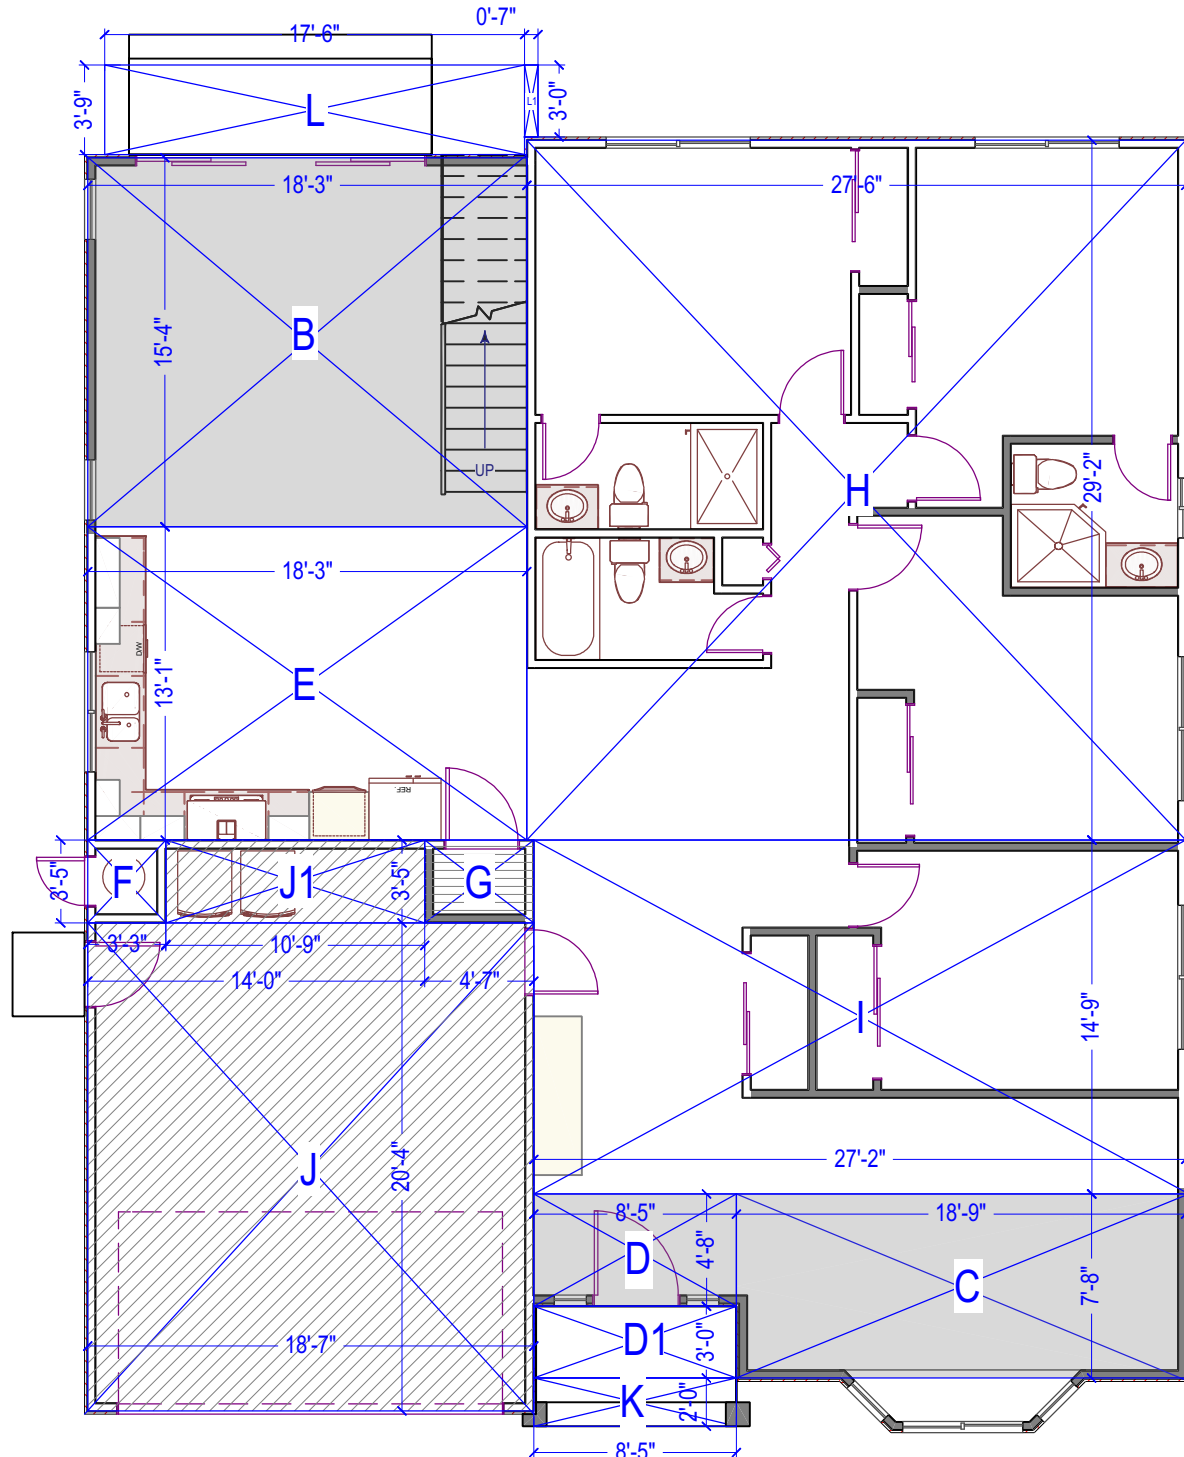 0'-7"
17'-6"
3'-9"
L
L1
3'-0"
18'-3"
27'-6"
B
15'-4"
UP
H
29'-2"
18'-3"
D/W
E
13'-1"
REF.
3'-5"
F
J1
3'-5"
G
3'-3"
10'-9"
14'-0"
4'-7"
I
14'-9"
J
20'-4"
27'-2"
8'-5"
18'-9"
D
4'-8"
C
7'-8"
18'-7"
D1
3'-0"
K
2'-0"
8'-5"